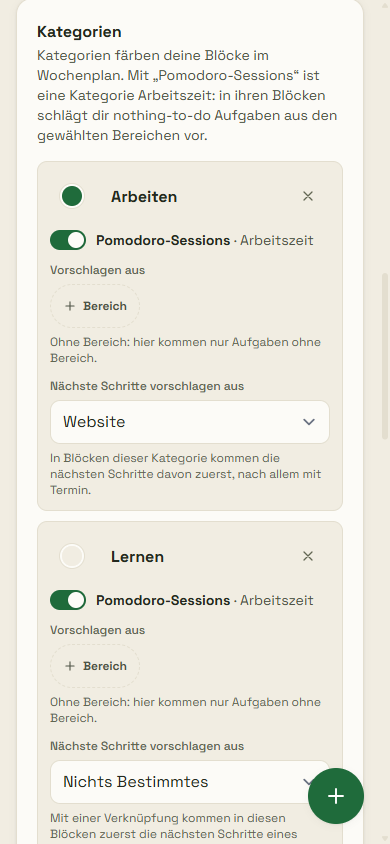 Kategorien
Kategorien färben deine Blöcke im
Wochenplan. Mit „Pomodoro-Sessions“ ist
eine Kategorie Arbeitszeit: in ihren Blöcken
schlägt dir nothing-to-do Aufgaben aus den
gewählten Bereichen vor.
Arbeiten
Pomodoro-Sessions · Arbeitszeit
Vorschlagen aus
+ Bereich
Ohne Bereich: hier kommen nur Aufgaben ohne
Bereich.
Nächste Schritte vorschlagen aus
Website
In Blöcken dieser Kategorie kommen die
nächsten Schritte davon zuerst, nach allem mit
Termin.
Lernen
Pomodoro-Sessions · Arbeitszeit
Vorschlagen aus
+ Bereich
Ohne Bereich: hier kommen nur Aufgaben ohne
Bereich.
Nächste Schritte vorschlagen aus
Nichts Bestimmtes
Mit einer Verknüpfung kommen in diesen
Blöcken zuerst die nächsten Schritte eines